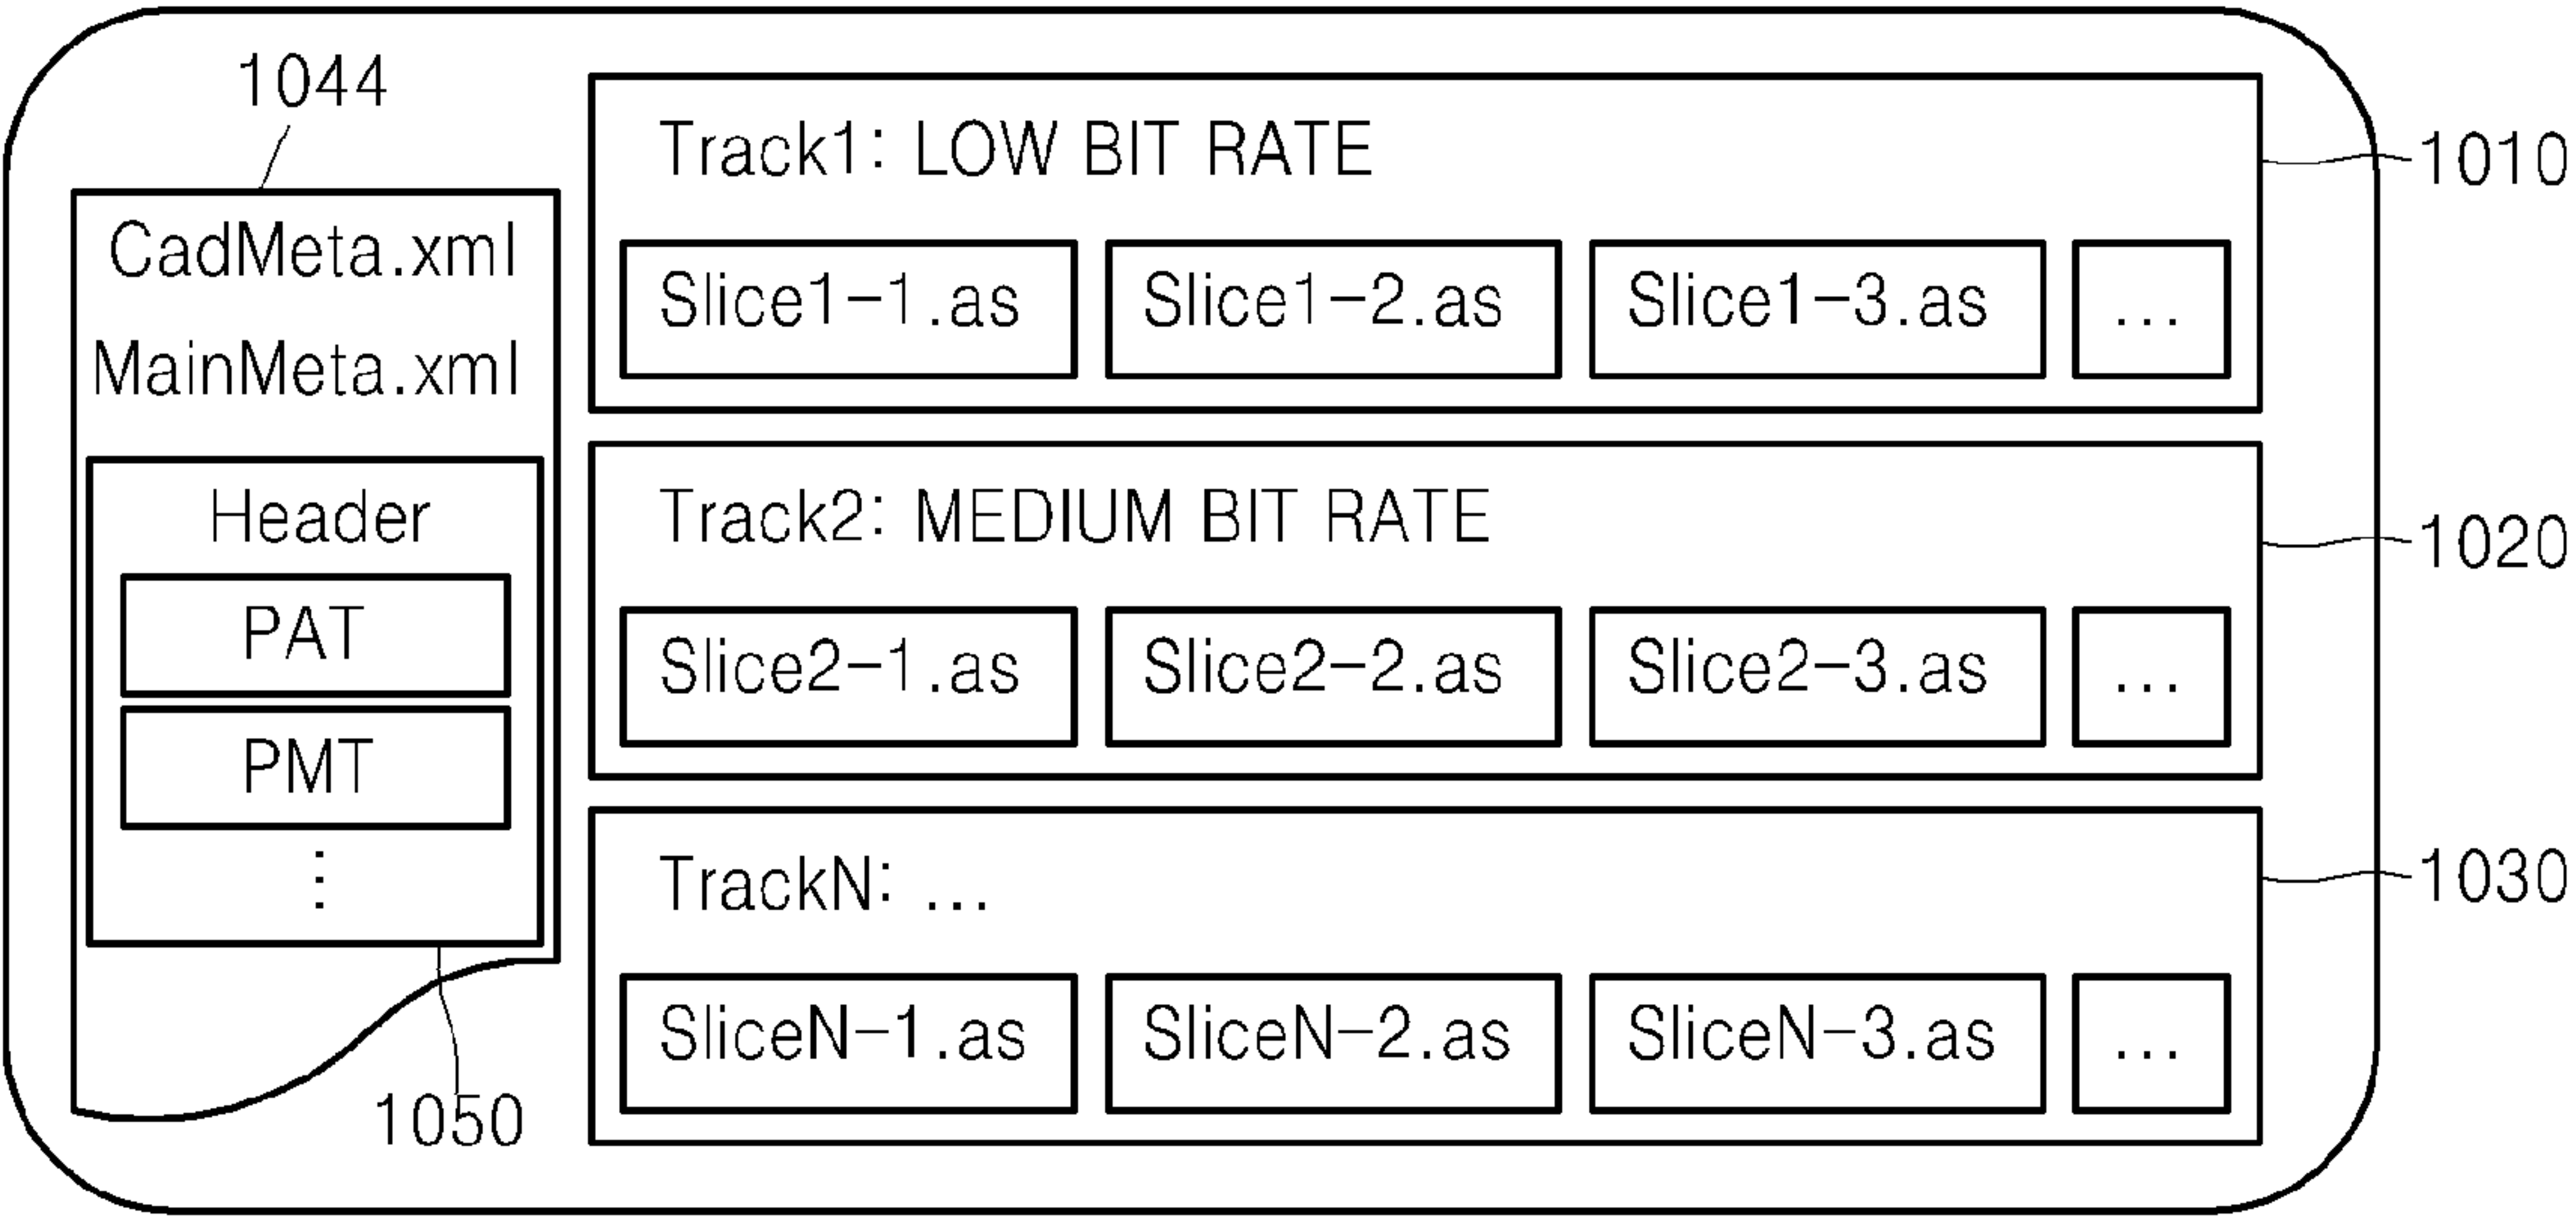 1044
CadMeta.xml
MainMeta.xml
Header
PAT
PMT
⋮
1050
Track1: LOW BIT RATE
1010
Slice1-1.as
Slice1-2.as
Slice1-3.as
...
Track2: MEDIUM BIT RATE
1020
Slice2-1.as
Slice2-2.as
Slice2-3.as
...
TrackN: ...
1030
SliceN-1.as
SliceN-2.as
SliceN-3.as
...